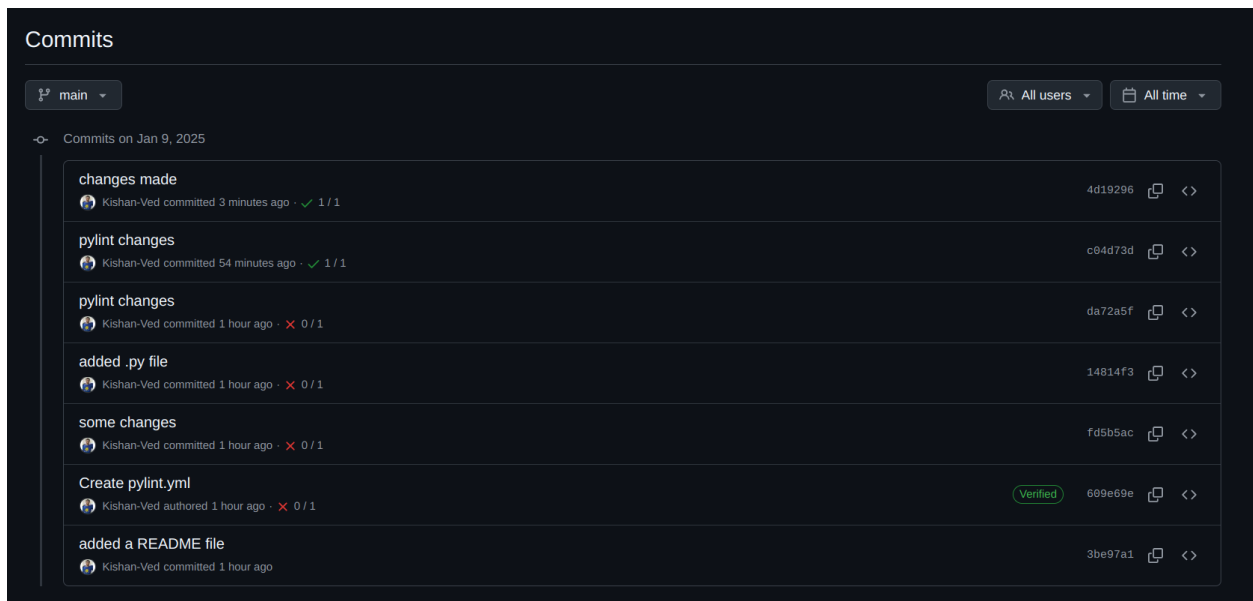 Commits
main
All users
All time
Commits on Jan 9, 2025
changes made
Kishan-Ved committed 3 minutes ago · 1 / 1
4d19296
pylint changes
Kishan-Ved committed 54 minutes ago · 1 / 1
c04d73d
pylint changes
Kishan-Ved committed 1 hour ago · 0 / 1
da72a5f
added .py file
Kishan-Ved committed 1 hour ago · 0 / 1
14814f3
some changes
Kishan-Ved committed 1 hour ago · 0 / 1
fd5b5ac
Create pylint.yml
Kishan-Ved authored 1 hour ago · 0 / 1
Verified
609e69e
added a README file
Kishan-Ved committed 1 hour ago
3be97a1